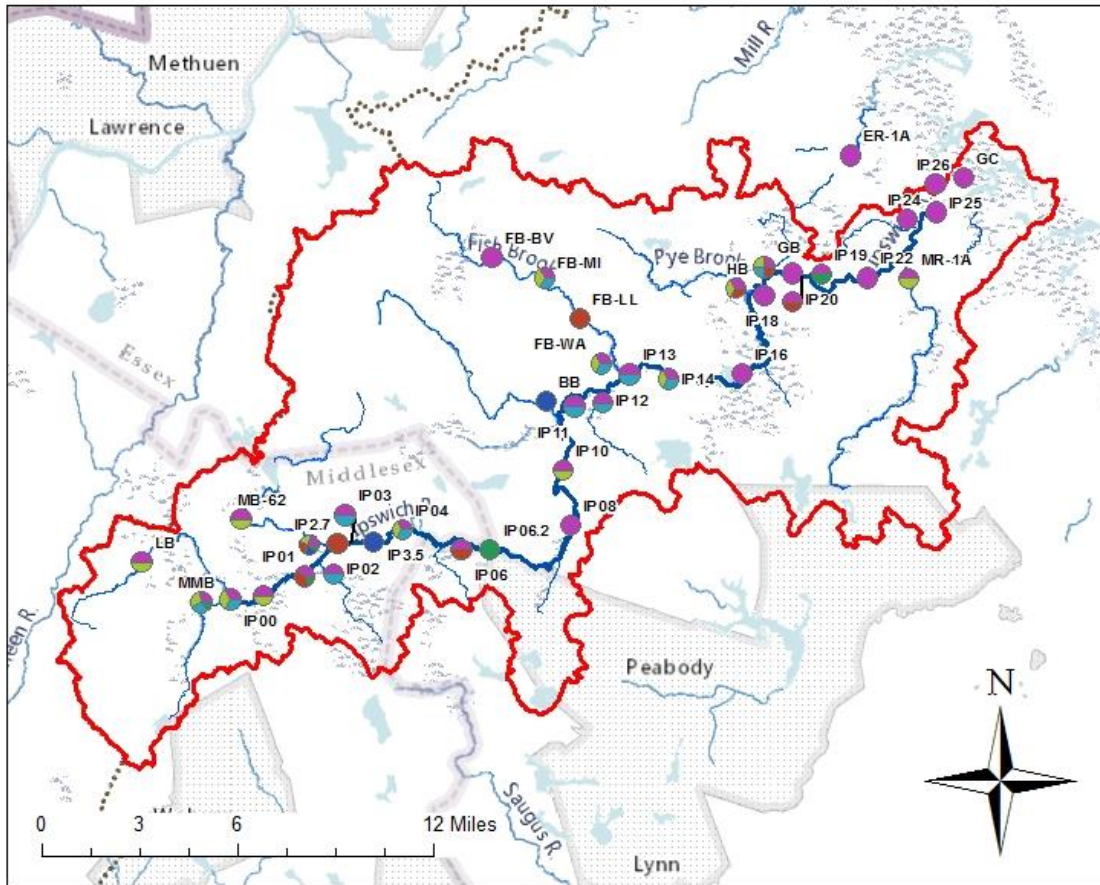 Methuen
Lawrence
Mill R.
ER-1A
IP26
GC
IP24
IP25
FB-BV
Fish Brook
FB-MI
Pye Brook
HB
GB
IP19
IP22
MR-1A
IP20
IP18
FB-LL
FB-WA
IP13
IP14
IP16
BB
IP12
IP11
IP10
Essex
Middlesex
MB-62
IP03
IP04
IP08
IP2.7
IP3.5
IP06.2
IP06
LB
IP01
IP02
MMB
IP00
Peabody
N
0 3 6 12 Miles
Saugus R.
Lynn